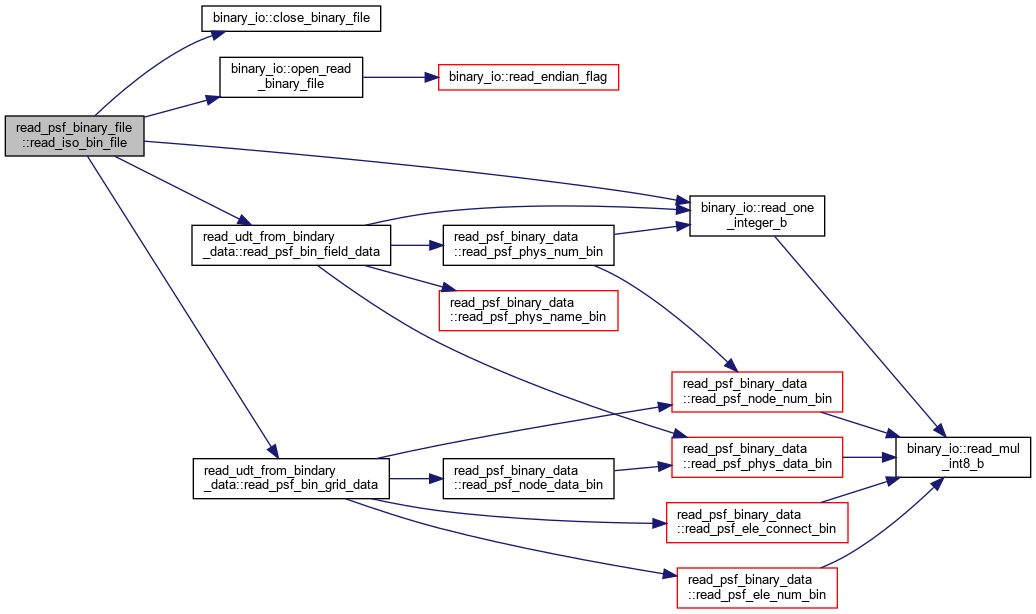 binary_io::close_binary_file
binary_io::open_read
_binary_file
binary_io::read_endian_flag
read_psf_binary_file
::read_iso_bin_file
binary_io::read_one
_integer_b
read_udt_from_bindary
_data::read_psf_bin_field_data
read_psf_binary_data
::read_psf_phys_num_bin
read_psf_binary_data
::read_psf_phys_name_bin
read_psf_binary_data
::read_psf_node_num_bin
read_psf_binary_data
::read_psf_phys_data_bin
binary_io::read_mul
_int8_b
read_udt_from_bindary
_data::read_psf_bin_grid_data
read_psf_binary_data
::read_psf_node_data_bin
read_psf_binary_data
::read_psf_ele_connect_bin
read_psf_binary_data
::read_psf_ele_num_bin